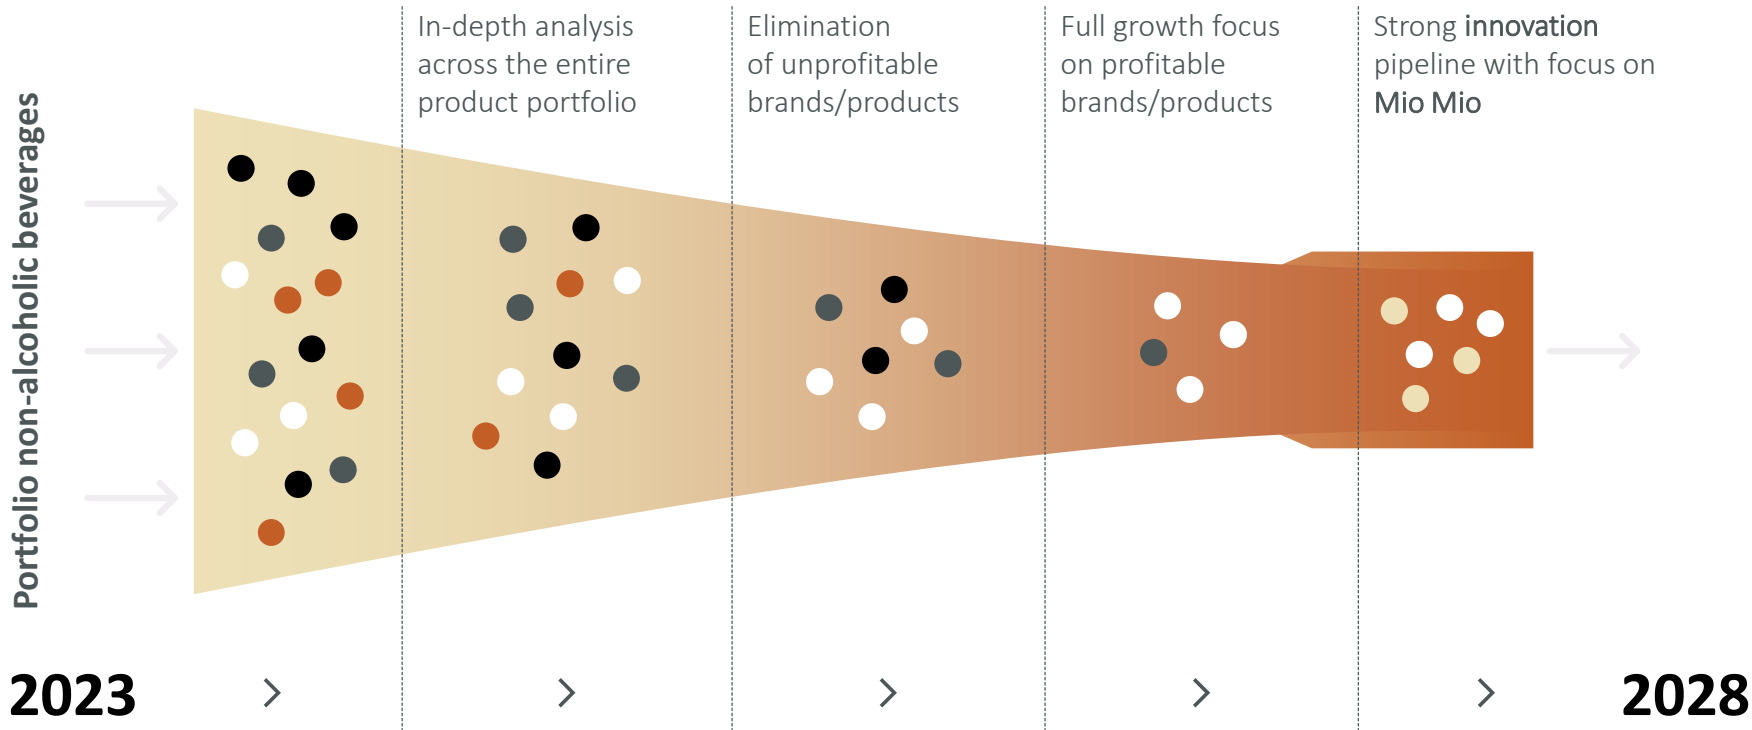 Portfolio non-alcoholic beverages
In-depth analysis
across the entire
product portfolio
Elimination
of unprofitable
brands/products
Full growth focus
on profitable
brands/products
Strong innovation
pipeline with focus on
Mio Mio
2023
2028